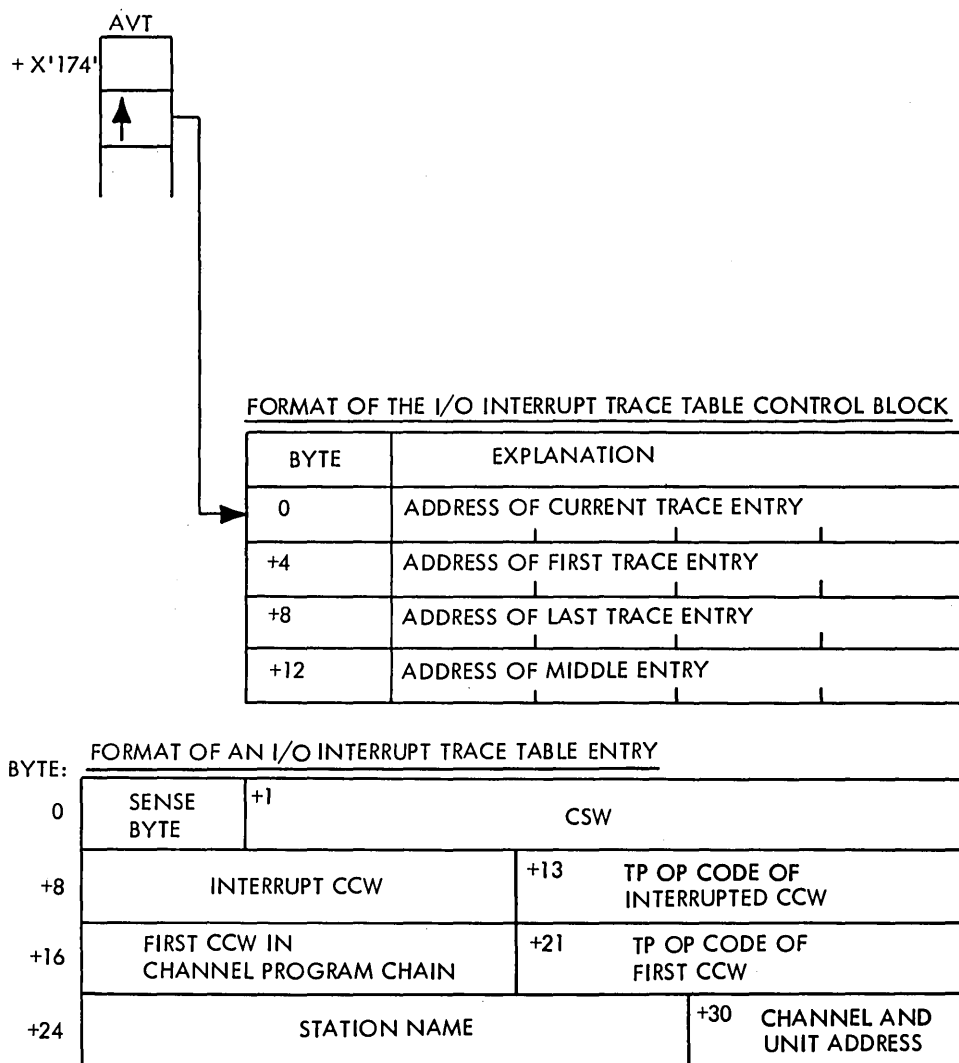 AVT
+ X'174'
FORMAT OF THE I/O INTERRUPT TRACE TABLE CONTROL BLOCK
BYTE EXPLANATION
0 ADDRESS OF CURRENT TRACE ENTRY
+4 ADDRESS OF FIRST TRACE ENTRY
+8 ADDRESS OF LAST TRACE ENTRY
+12 ADDRESS OF MIDDLE ENTRY
FORMAT OF AN I/O INTERRUPT TRACE TABLE ENTRY
BYTE:
0 SENSE BYTE +1 CSW
+8 INTERRUPT CCW +13 TP OP CODE OF
INTERRUPTED CCW
+16 FIRST CCW IN
CHANNEL PROGRAM CHAIN +21 TP OP CODE OF
FIRST CCW
+24 STATION NAME +30 CHANNEL AND
UNIT ADDRESS